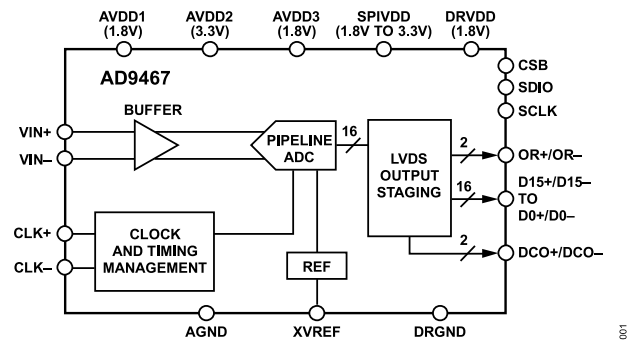 AVDD1
(1.8V)
AVDD2
(3.3V)
AVDD3
(1.8V)
SPIVDD
(1.8V TO 3.3V)
DRVDD
(1.8V)
AD9467
CSB
SDIO
SCLK
BUFFER
VIN+
VIN–
PIPELINE
ADC
16
LVDS
OUTPUT
STAGING
2
OR+/OR–
16
D15+/D15–
TO
D0+/D0–
2
DCO+/DCO–
CLK+
CLK–
CLOCK
AND TIMING
MANAGEMENT
REF
AGND
XVREF
DRGND
001